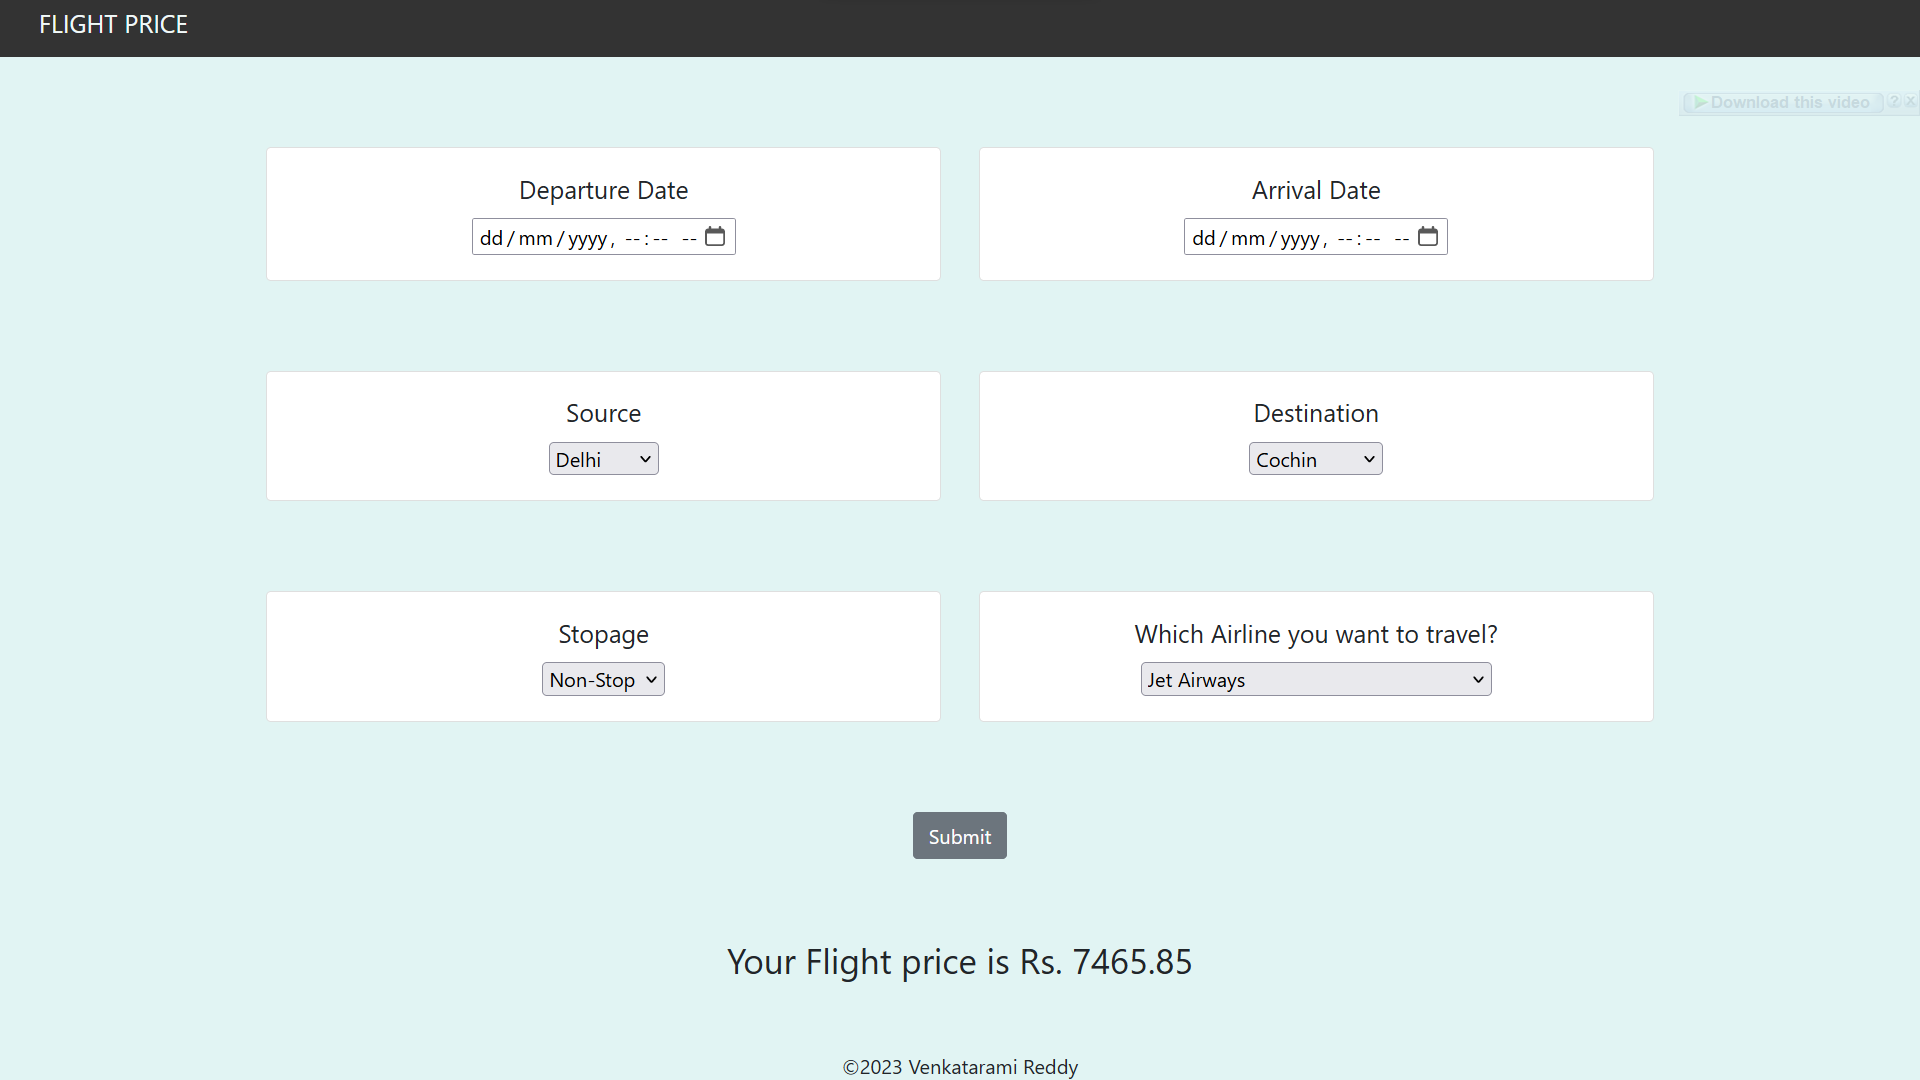 FLIGHT PRICE
Download this video ? X
Departure Date
dd/mm/yyyy, --:-- --
Arrival Date
dd/mm/yyyy, --:-- --
Source
Delhi
Destination
Cochin
Stopage
Non-Stop
Which Airline you want to travel?
Jet Airways
Submit
Your Flight price is Rs. 7465.85
©2023 Venkatarami Reddy